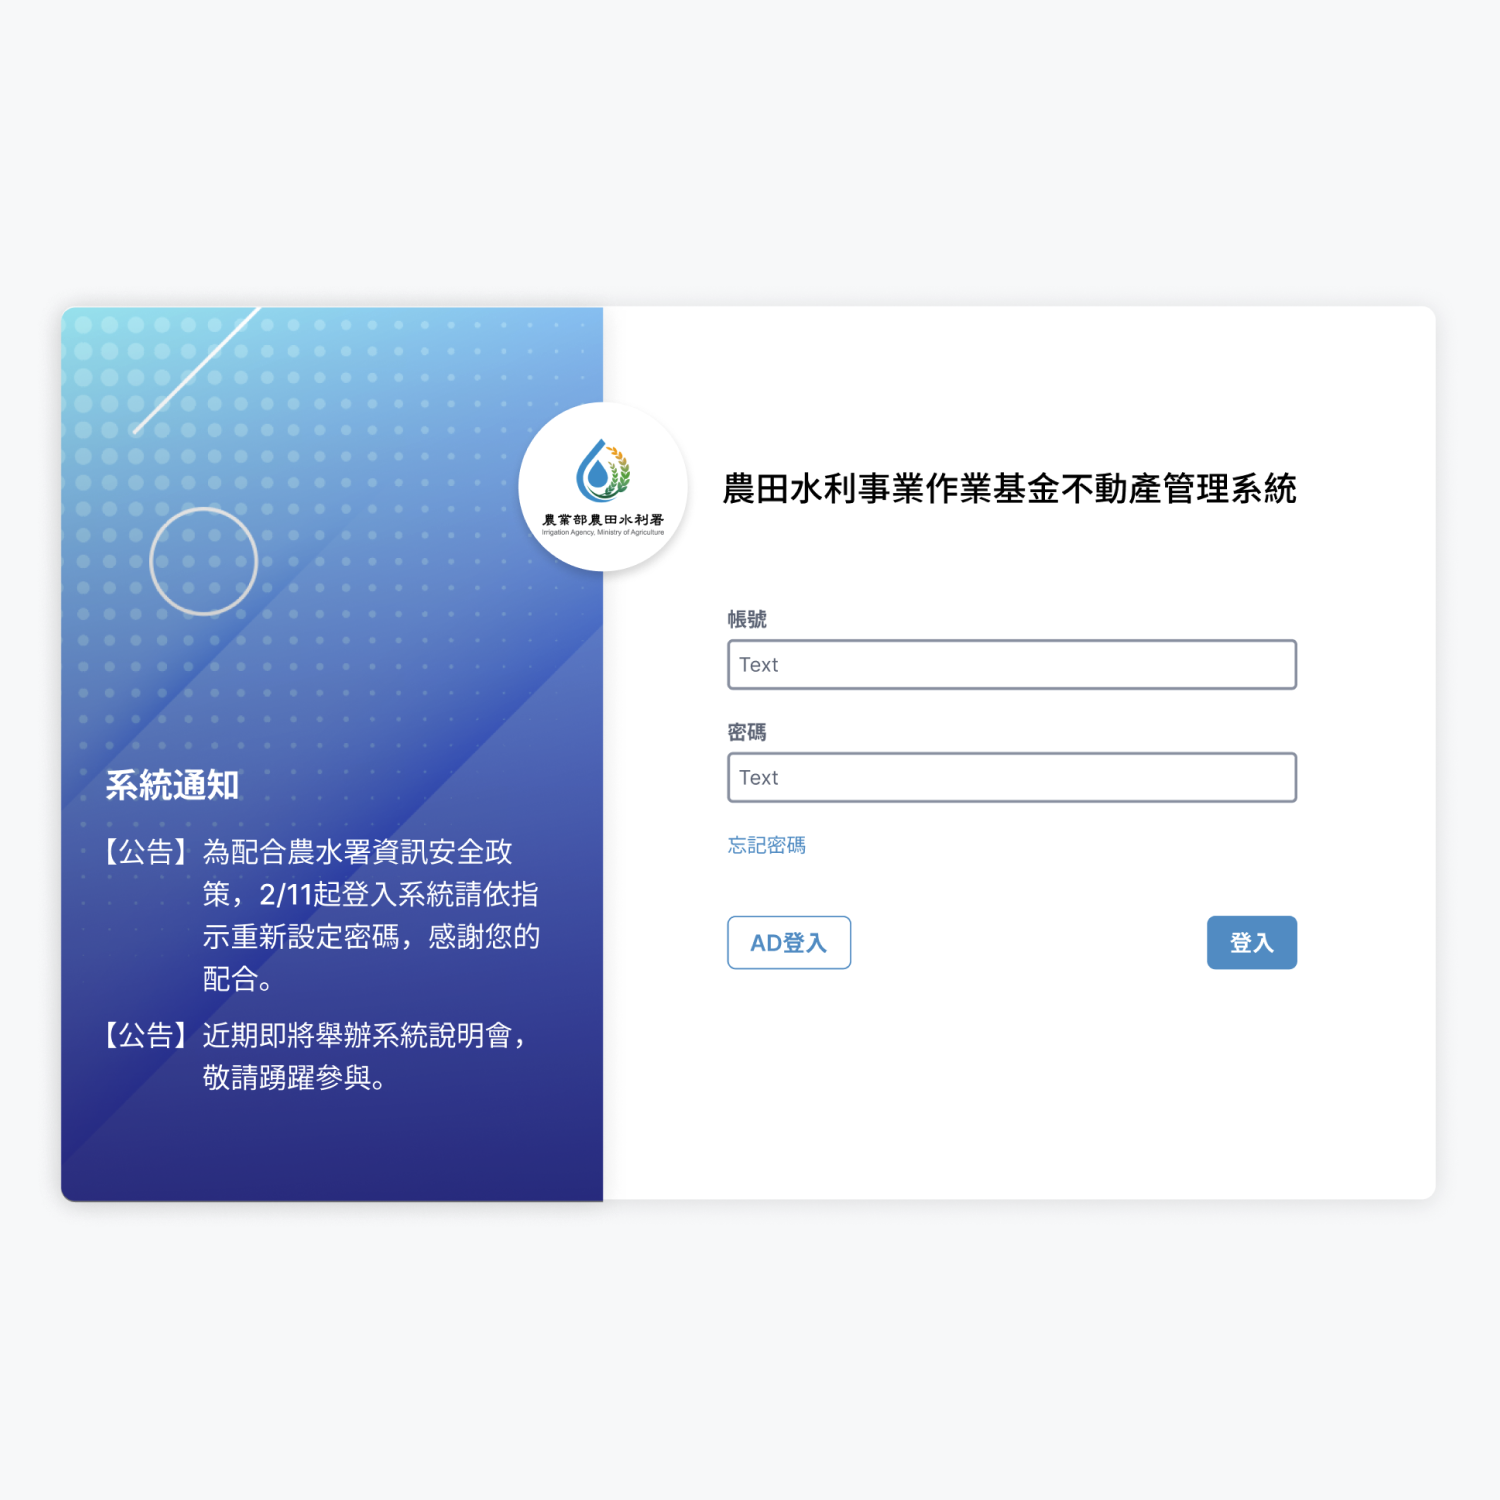 農業部農田水利署
Irrigation Agency, Ministry of Agriculture
農田水利事業作業基金不動產管理系統
帳號
Text
密碼
Text
忘記密碼
AD登入
登入
系統通知
【公告】為配合農水署資訊安全政
策，2/11起登入系統請依指
示重新設定密碼，感謝您的
配合。
【公告】近期即將舉辦系統說明會，
敬請踴躍參與。